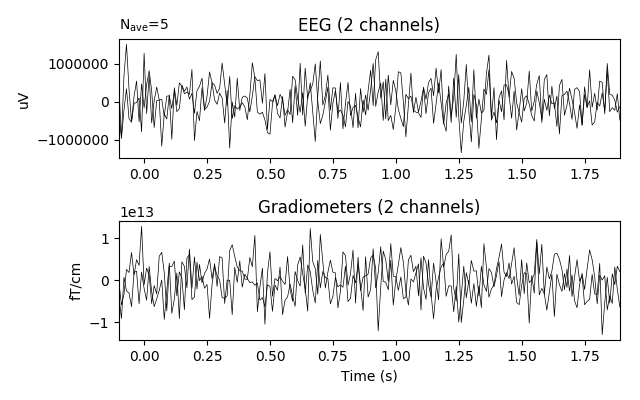 N_ave=5
EEG (2 channels)
uV
1000000
0
−1000000
0.00 0.25 0.50 0.75 1.00 1.25 1.50 1.75
1e13
Gradiometers (2 channels)
fT/cm
1
0
−1
0.00 0.25 0.50 0.75 1.00 1.25 1.50 1.75
Time (s)